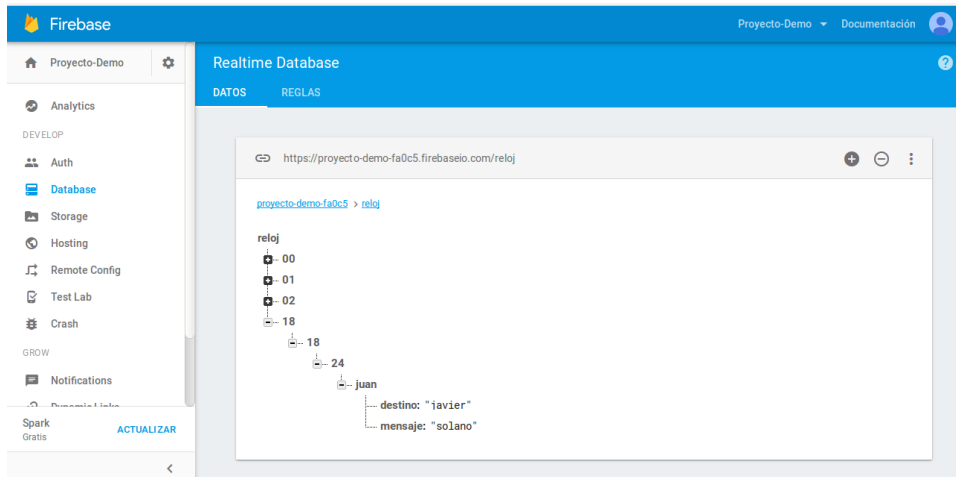 Firebase
Proyecto-Demo
Documentación
Proyecto-Demo
Analytics
DEVELOP
Auth
Database
Storage
Hosting
Remote Config
Test Lab
Crash
GROW
Notifications
Dynamic Links
Spark
Gratis
ACTUALIZAR
Realtime Database
DATOS REGLAS
https://proyecto-demo-fa0c5.firebaseio.com/reloj
proyecto-demo-fa0c5 > reloj
reloj
00
01
02
18
18
24
juan
destino: "javier"
mensaje: "solano"